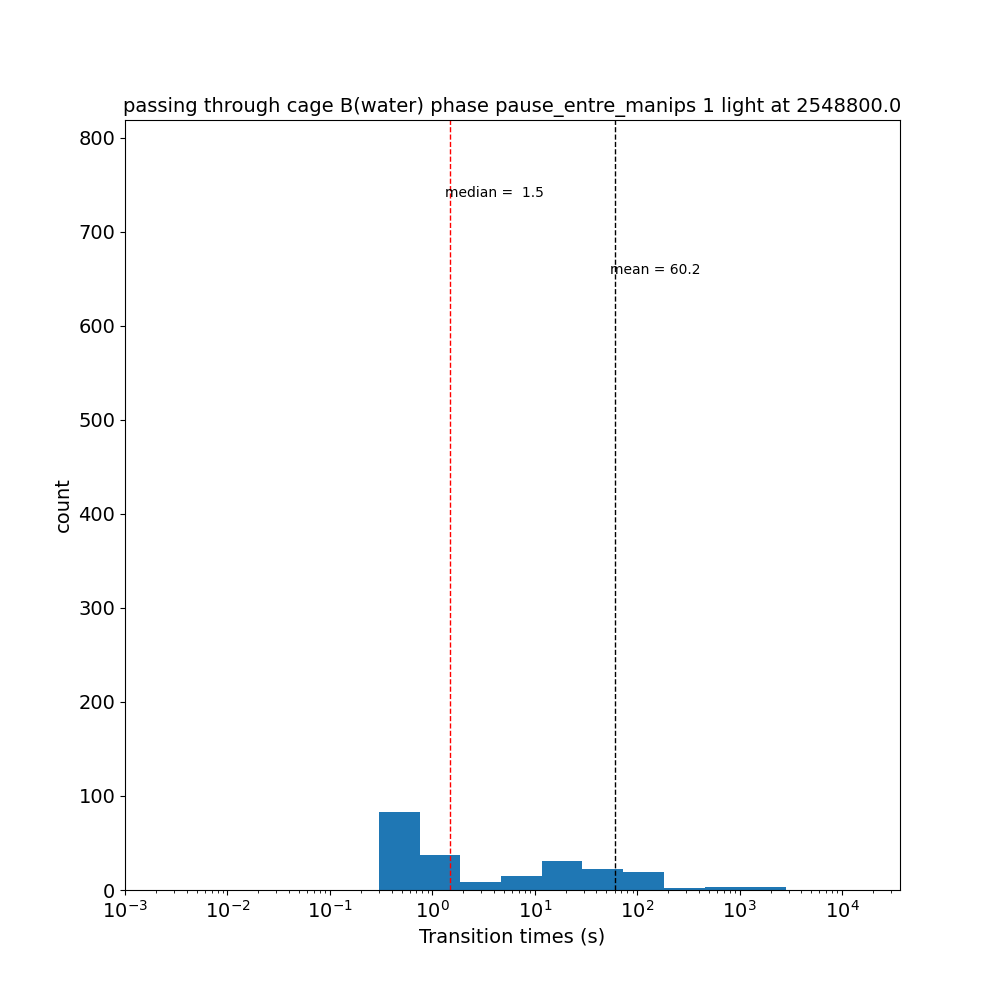 passing through cage B(water) phase pause_entre_manips 1 light at 2548800.0
800
median =  1.5
700
mean = 60.2
600
500
count
400
300
200
100
0
10⁻³ 10⁻² 10⁻¹ 10⁰ 10¹ 10² 10³ 10⁴
Transition times (s)